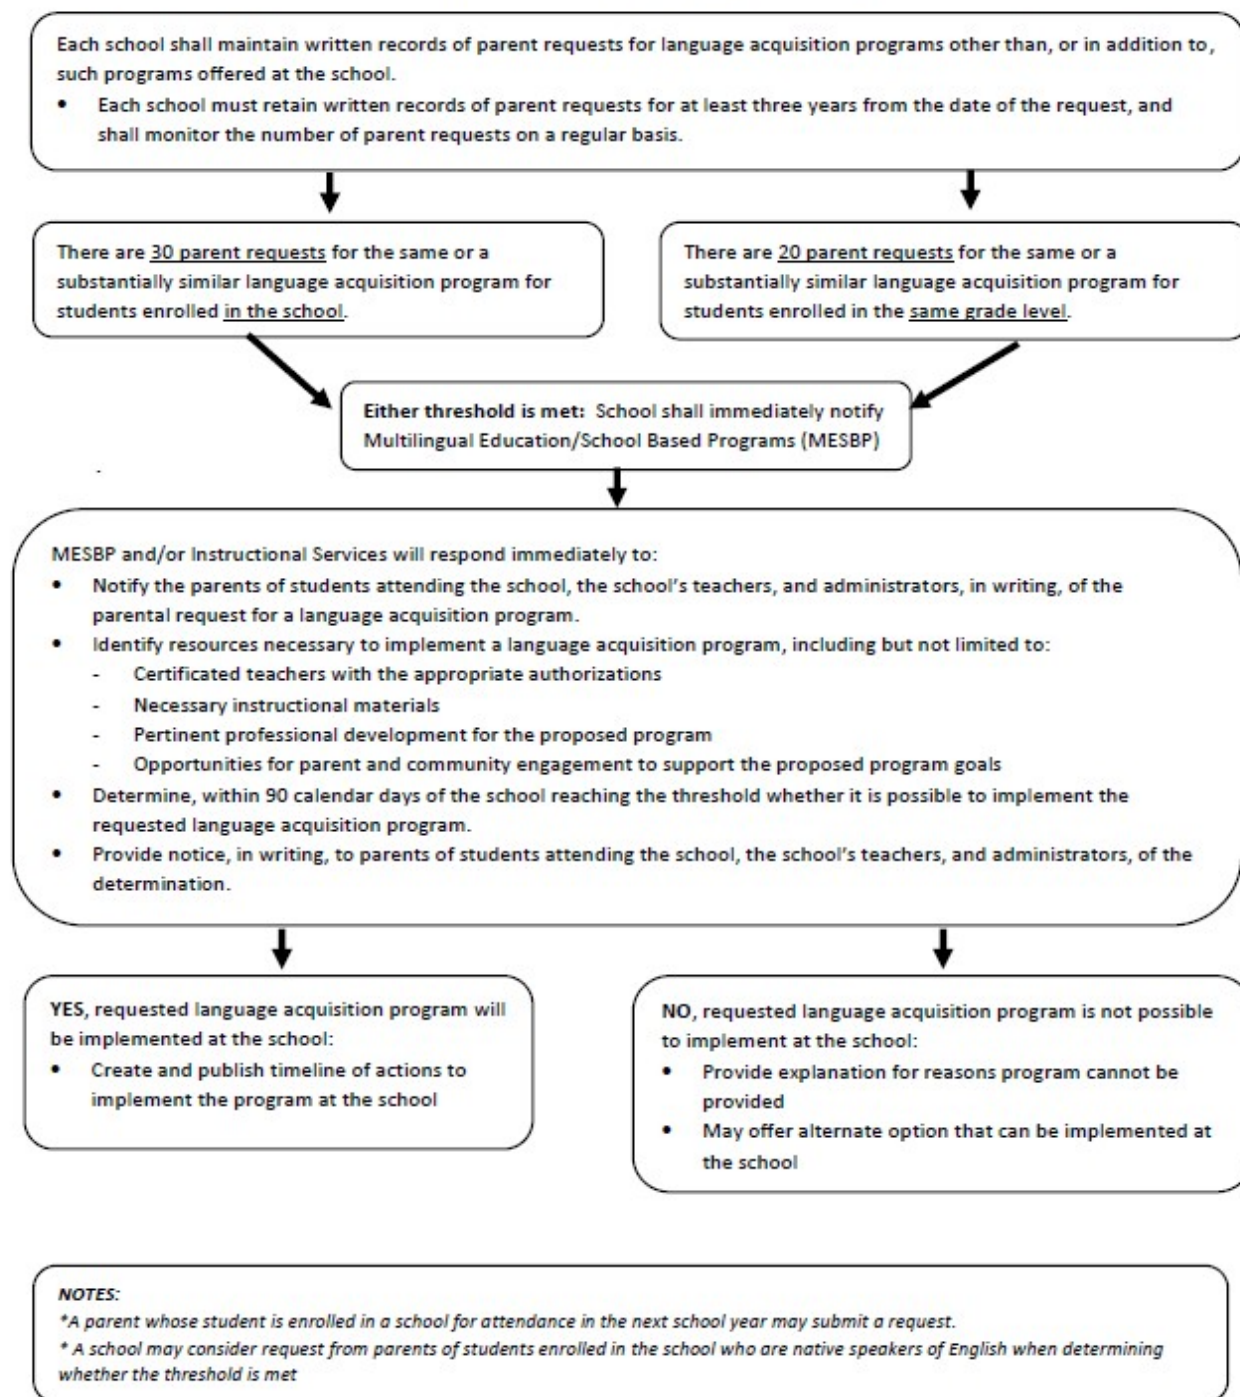 Each school shall maintain written records of parent requests for language acquisition programs other than, or in addition to,
such programs offered at the school.
• Each school must retain written records of parent requests for at least three years from the date of the request, and
shall monitor the number of parent requests on a regular basis.
There are 30 parent requests for the same or a
substantially similar language acquisition program for
students enrolled in the school.
There are 20 parent requests for the same or a
substantially similar language acquisition program for
students enrolled in the same grade level.
Either threshold is met: School shall immediately notify
Multilingual Education/School Based Programs (MESBP)
MESBP and/or Instructional Services will respond immediately to:
• Notify the parents of students attending the school, the school's teachers, and administrators, in writing, of the
parental request for a language acquisition program.
• Identify resources necessary to implement a language acquisition program, including but not limited to:
- Certificated teachers with the appropriate authorizations
- Necessary instructional materials
- Pertinent professional development for the proposed program
- Opportunities for parent and community engagement to support the proposed program goals
• Determine, within 90 calendar days of the school reaching the threshold whether it is possible to implement the
requested language acquisition program.
• Provide notice, in writing, to parents of students attending the school, the school's teachers, and administrators, of the
determination.
YES, requested language acquisition program will
be implemented at the school:
• Create and publish timeline of actions to
implement the program at the school
NO, requested language acquisition program is not possible
to implement at the school:
• Provide explanation for reasons program cannot be
provided
• May offer alternate option that can be implemented at
the school
NOTES:
*A parent whose student is enrolled in a school for attendance in the next school year may submit a request.
* A school may consider request from parents of students enrolled in the school who are native speakers of English when determining
whether the threshold is met